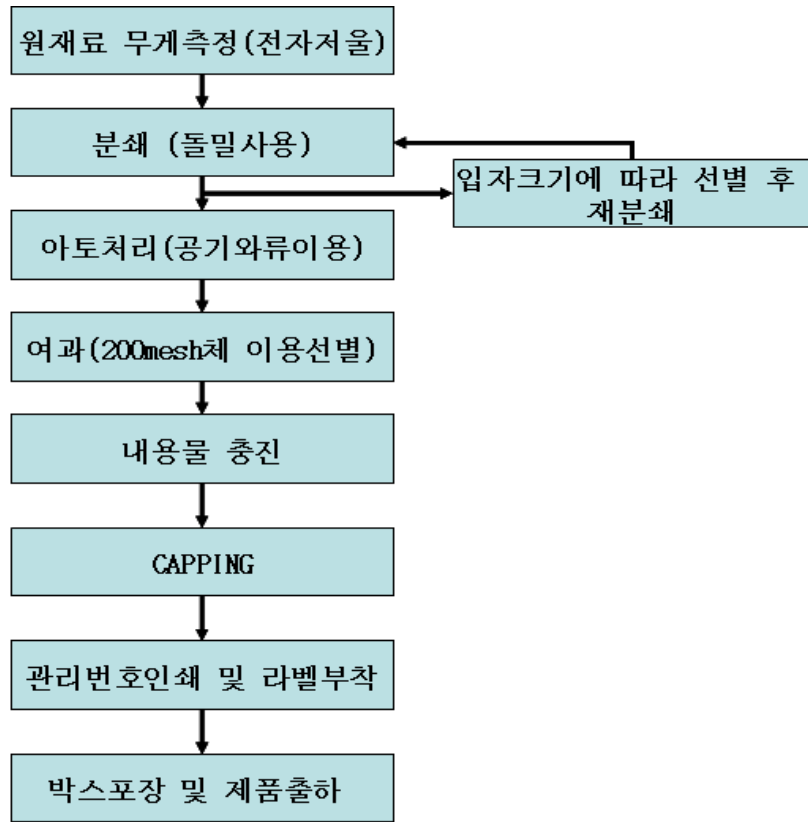 원재료 무게측정(전자저울)
분쇄 (돌밀사용)
입자크기에 따라 선별 후
재분쇄
아토처리(공기와류이용)
여과(200mesh체 이용선별)
내용물 충진
CAPPING
관리번호인쇄 및 라벨부착
박스포장 및 제품출하